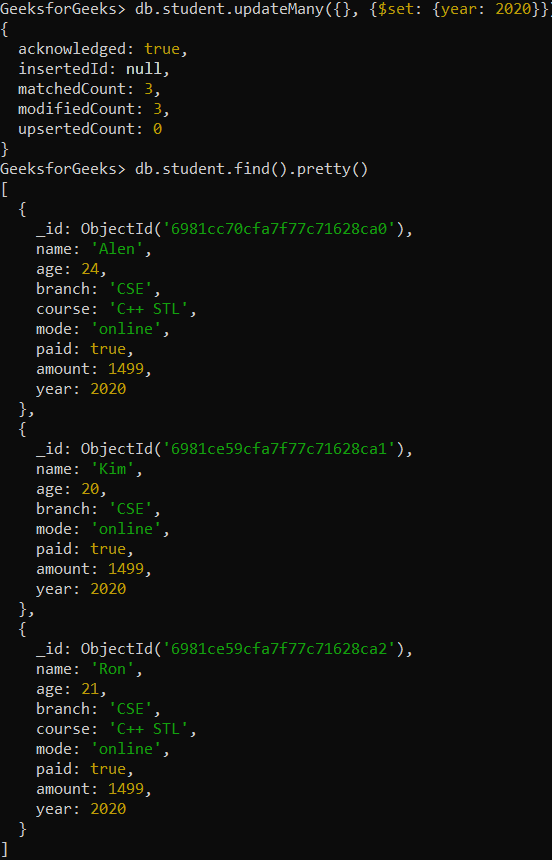 GeeksforGeeks> db.student.updateMany({}, {$set: {year: 2020}})
{
  acknowledged: true,
  insertedId: null,
  matchedCount: 3,
  modifiedCount: 3,
  upsertedCount: 0
}
GeeksforGeeks> db.student.find().pretty()
[
  {
    _id: ObjectId('6981cc70cfa7f77c71628ca0'),
    name: 'Alen',
    age: 24,
    branch: 'CSE',
    course: 'C++ STL',
    mode: 'online',
    paid: true,
    amount: 1499,
    year: 2020
  },
  {
    _id: ObjectId('6981ce59cfa7f77c71628ca1'),
    name: 'Kim',
    age: 20,
    branch: 'CSE',
    mode: 'online',
    paid: true,
    amount: 1499,
    year: 2020
  },
  {
    _id: ObjectId('6981ce59cfa7f77c71628ca2'),
    name: 'Ron',
    age: 21,
    branch: 'CSE',
    course: 'C++ STL',
    mode: 'online',
    paid: true,
    amount: 1499,
    year: 2020
  }
]